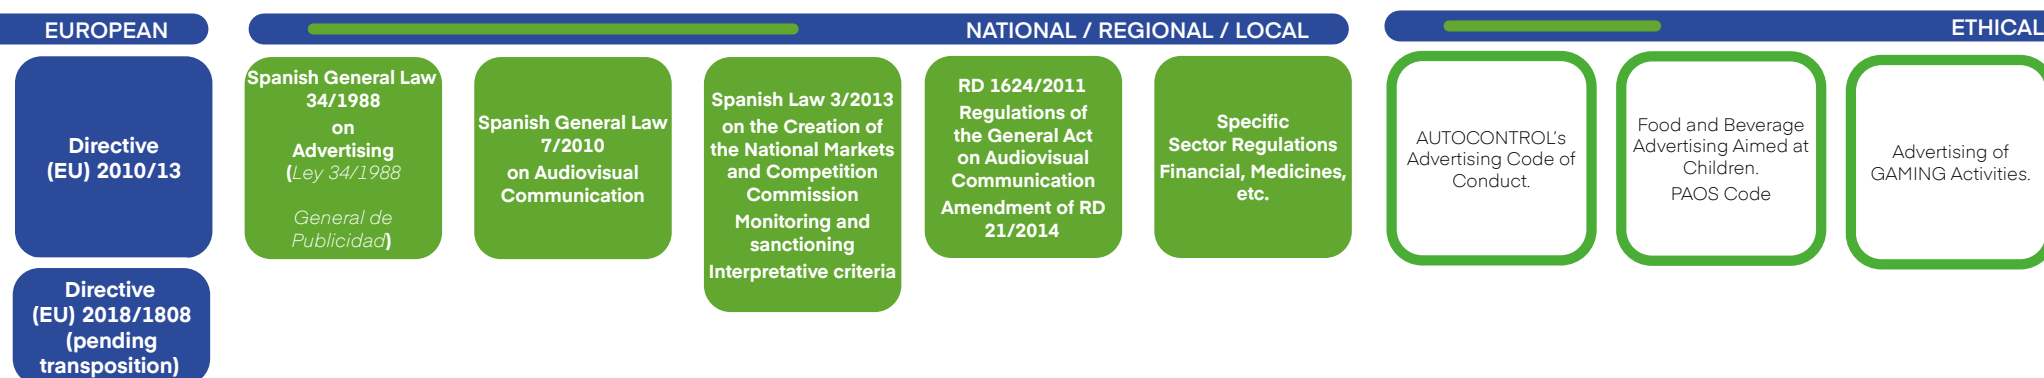 EUROPEAN
NATIONAL / REGIONAL / LOCAL
ETHICAL
Directive
(EU) 2010/13
Directive
(EU) 2018/1808
(pending
transposition)
Spanish General Law
34/1988
on
Advertising
(Ley 34/1988
General de
Publicidad)
Spanish General Law
7/2010
on Audiovisual
Communication
Spanish Law 3/2013
on the Creation of
the National Markets
and Competition
Commission
Monitoring and
sanctioning
Interpretative criteria
RD 1624/2011
Regulations of
the General Act
on Audiovisual
Communication
Amendment of RD
21/2014
Specific
Sector Regulations
Financial, Medicines,
etc.
AUTOCONTROL's
Advertising Code of
Conduct.
Food and Beverage
Advertising Aimed at
Children.
PAOS Code
Advertising of
GAMING Activities.